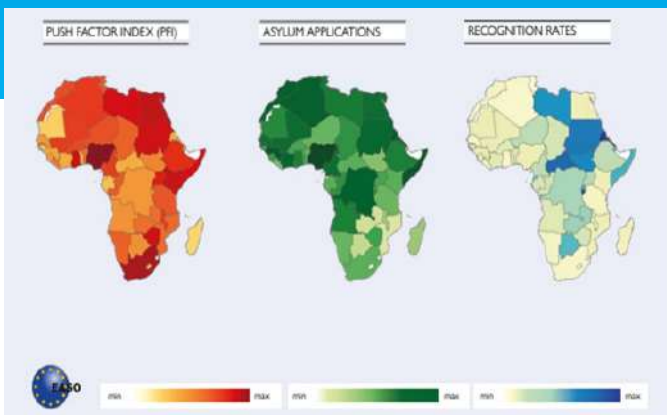 PUSH FACTOR INDEX (PFI)
ASYLUM APPLICATIONS
RECOGNITION RATES
EASO
min max min max min max